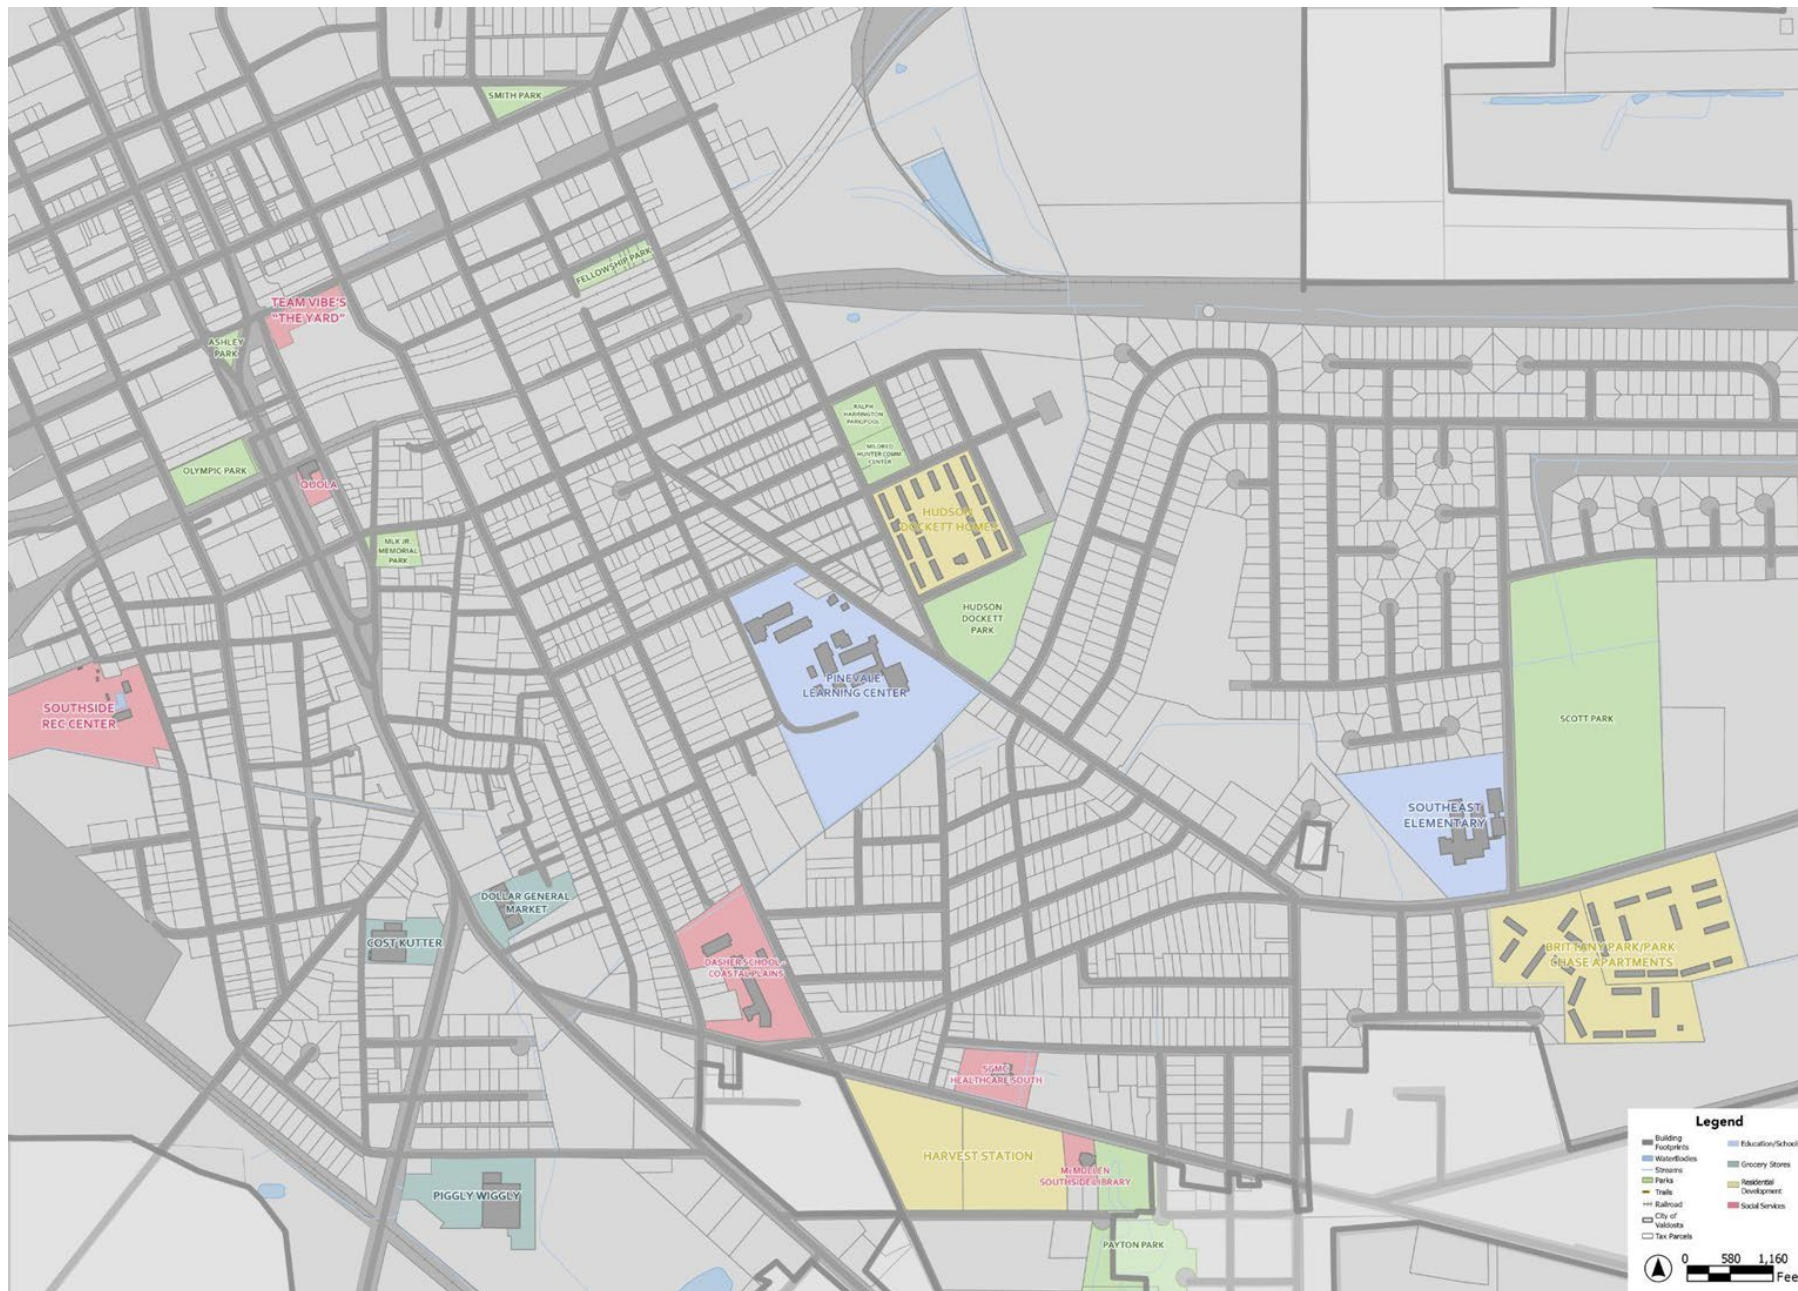 SMITH PARK
FELLOWSHIP PARK
TEAM VIBE'S
"THE YARD"
ASHLEY
PARK
RALPH
HARRINGTON
PARK/POOL
MILDRED
HUNTER COMM.
CENTER
OLYMPIC PARK
QUOLA
HUDSON
DOCKETT HOMES
MLK JR.
MEMORIAL
PARK
HUDSON
DOCKETT
PARK
PINEVALE
LEARNING CENTER
SOUTHSIDE
REC CENTER
SCOTT PARK
SOUTHEAST
ELEMENTARY
DOLLAR GENERAL
MARKET
COST KUTTER
DASHER SCHOOL -
COASTAL PLAINS
BRITTANY PARK/PARK
CHASE APARTMENTS
SGMC
HEALTHCARE SOUTH
HARVEST STATION
McMULLEN
SOUTHSIDE LIBRARY
PIGGLY WIGGLY
PAYTON PARK
Legend
Building
Footprints
WaterBodies
Streams
Parks
Trails
Railroad
City of
Valdosta
Tax Parcels
Education/School
Grocery Stores
Residential
Development
Social Services
0 580 1,160
Fee